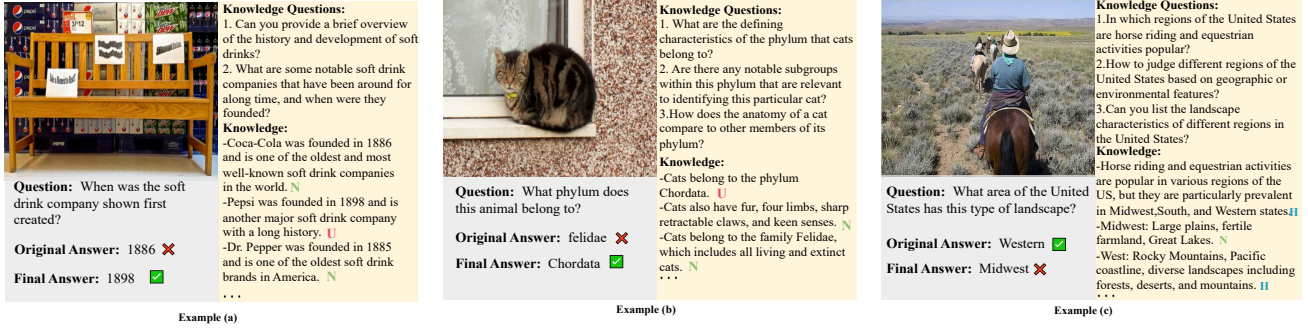 Question: When was the soft
drink company shown first
created?
Original Answer: 1886
Final Answer: 1898
Knowledge Questions:
1. Can you provide a brief overview
of the history and development of soft
drinks?
2. What are some notable soft drink
companies that have been around for
along time, and when were they
founded?
Knowledge:
-Coca-Cola was founded in 1886
and is one of the oldest and most
well-known soft drink companies
in the world. N
-Pepsi was founded in 1898 and is
another major soft drink company
with a long history. U
-Dr. Pepper was founded in 1885
and is one of the oldest soft drink
brands in America. N
. . .
Example (a)
Question: What phylum does
this animal belong to?
Original Answer: felidae
Final Answer: Chordata
Knowledge Questions:
1. What are the defining
characteristics of the phylum that cats
belong to?
2. Are there any notable subgroups
within this phylum that are relevant
to identifying this particular cat?
3.How does the anatomy of a cat
compare to other members of its
phylum?
Knowledge:
-Cats belong to the phylum
Chordata. U
-Cats also have fur, four limbs, sharp
retractable claws, and keen senses. N
-Cats belong to the family Felidae,
which includes all living and extinct
cats. N
. . .
Example (b)
Question: What area of the United
States has this type of landscape?
Original Answer: Western
Final Answer: Midwest
Knowledge Questions:
1.In which regions of the United States
are horse riding and equestrian
activities popular?
2.How to judge different regions of the
United States based on geographic or
environmental features?
3.Can you list the landscape
characteristics of different regions in
the United States?
Knowledge:
-Horse riding and equestrian activities
are popular in various regions of the
US, but they are particularly prevalent
in Midwest,South, and Western states.H
-Midwest: Large plains, fertile
farmland, Great Lakes. N
-West: Rocky Mountains, Pacific
coastline, diverse landscapes including
forests, deserts, and mountains. H
. . .
Example (c)